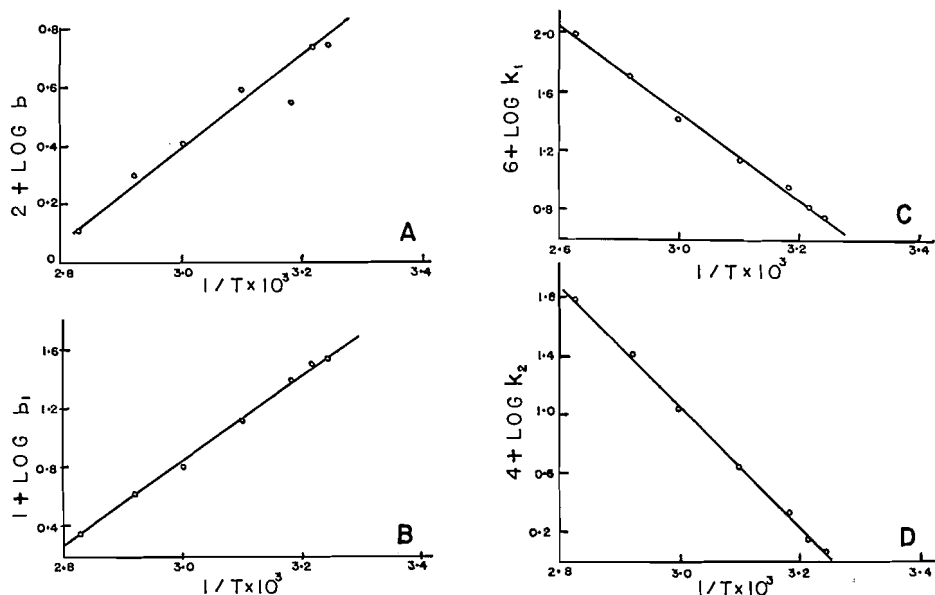 2 + LOG b
0·8
0·6
0·4
0·2
0
2·8 3·0 3·2 3·4
1 / T × 10³
A
6 + LOG k₁
2·0
1·6
1·2
0·8
2·6 3·0 3·2 3·4
1 / T × 10³
C
1 + LOG b₁
1·6
1·2
0·8
0·4
2·8 3·0 3·2 3·4
1 / T × 10³
B
4 + LOG k₂
1·8
1·4
1·0
0·6
0·2
2·8 3·0 3·2 3·4
1 / T × 10³
D